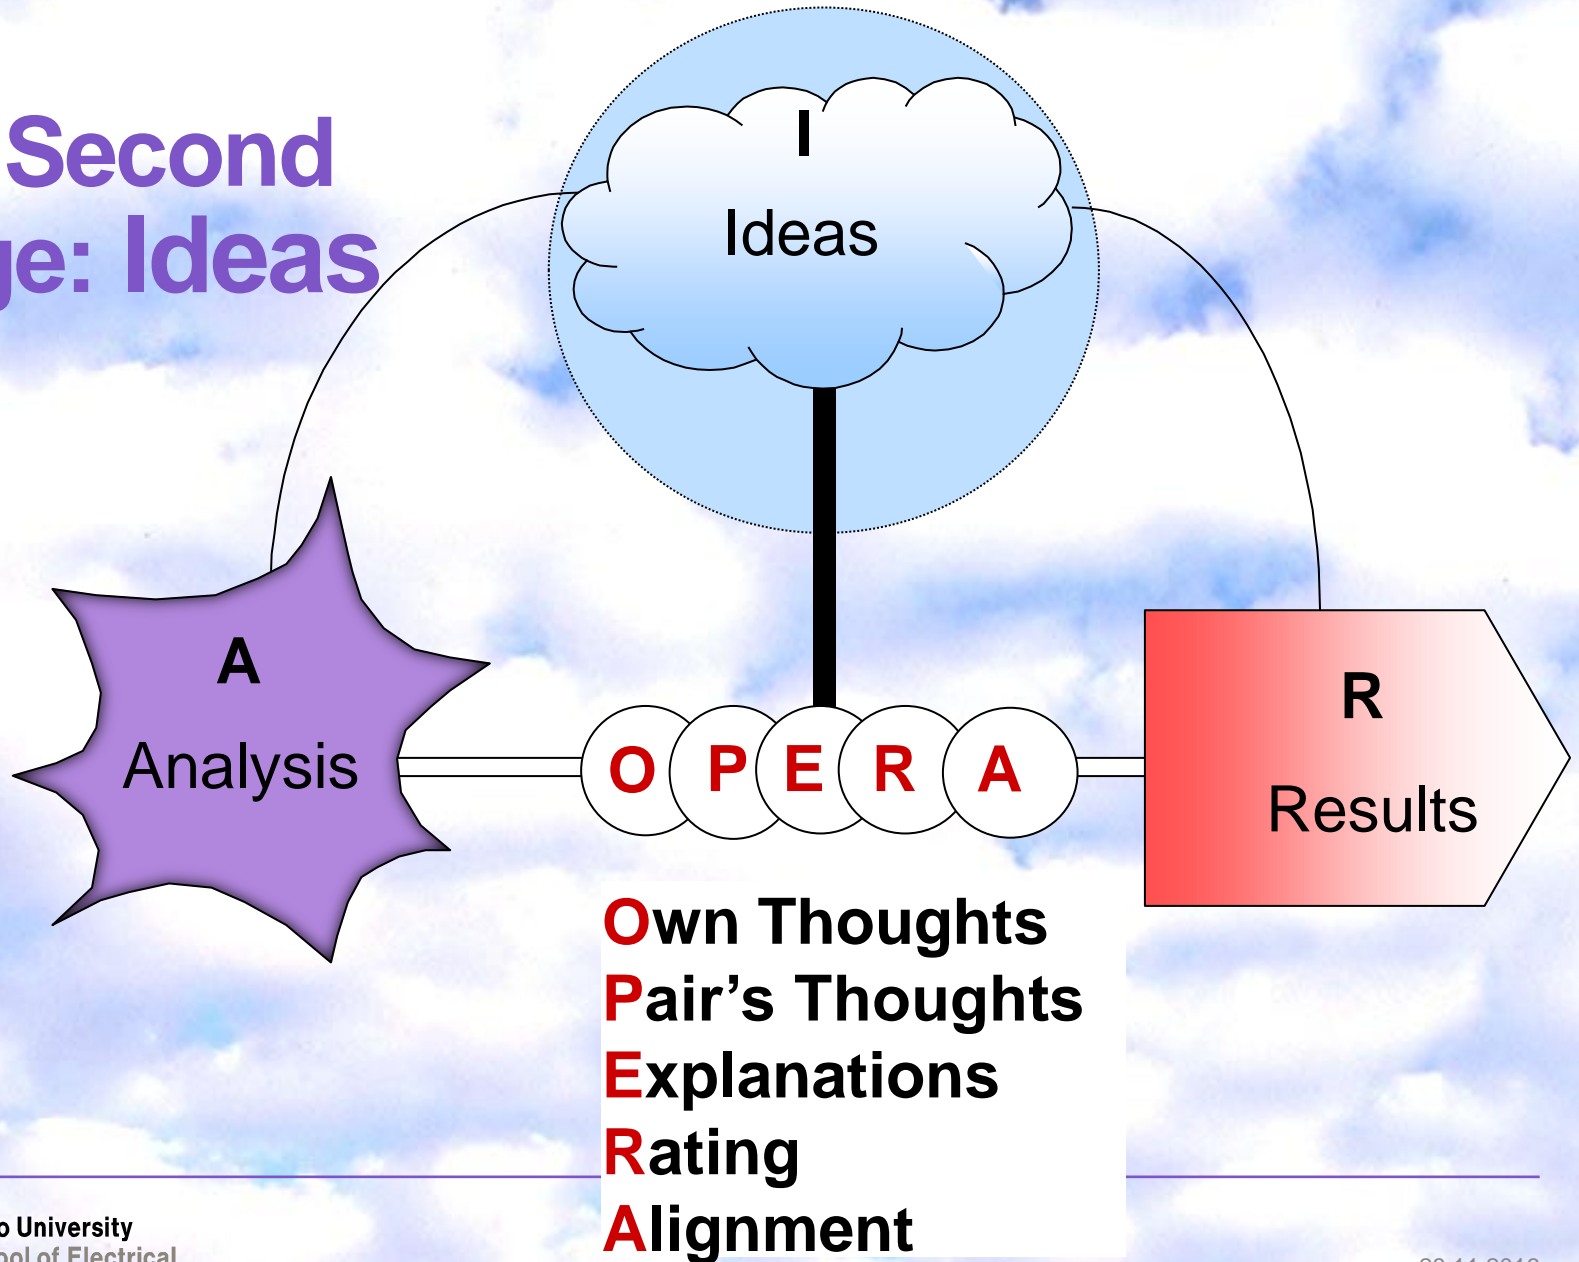 Second
ge: Ideas
I
Ideas
A
Analysis
O P E R A
R
Results
Own Thoughts
Pair's Thoughts
Explanations
Rating
Alignment
o University
ool of Electrical